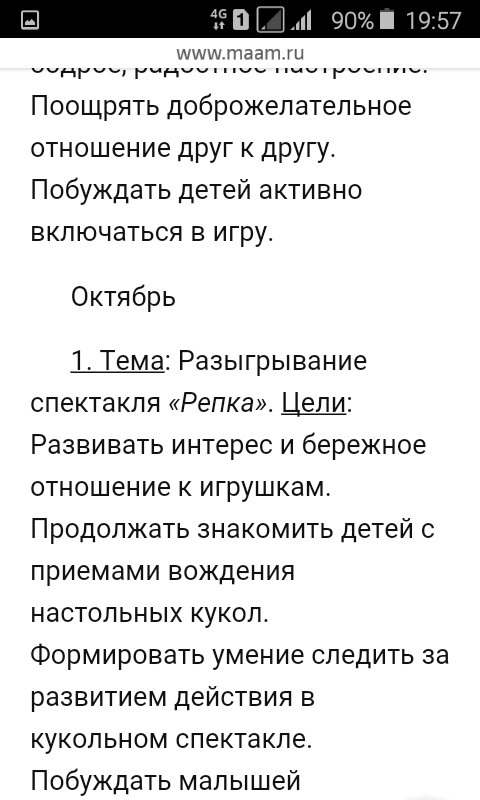 4G 1 90% 19:57
www.maam.ru
бодрое, радостное настроение.
Поощрять доброжелательное
отношение друг к другу.
Побуждать детей активно
включаться в игру.
Октябрь
1. Тема: Разыгрывание
спектакля «Репка». Цели:
Развивать интерес и бережное
отношение к игрушкам.
Продолжать знакомить детей с
приемами вождения
настольных кукол.
Формировать умение следить за
развитием действия в
кукольном спектакле.
Побуждать малышей